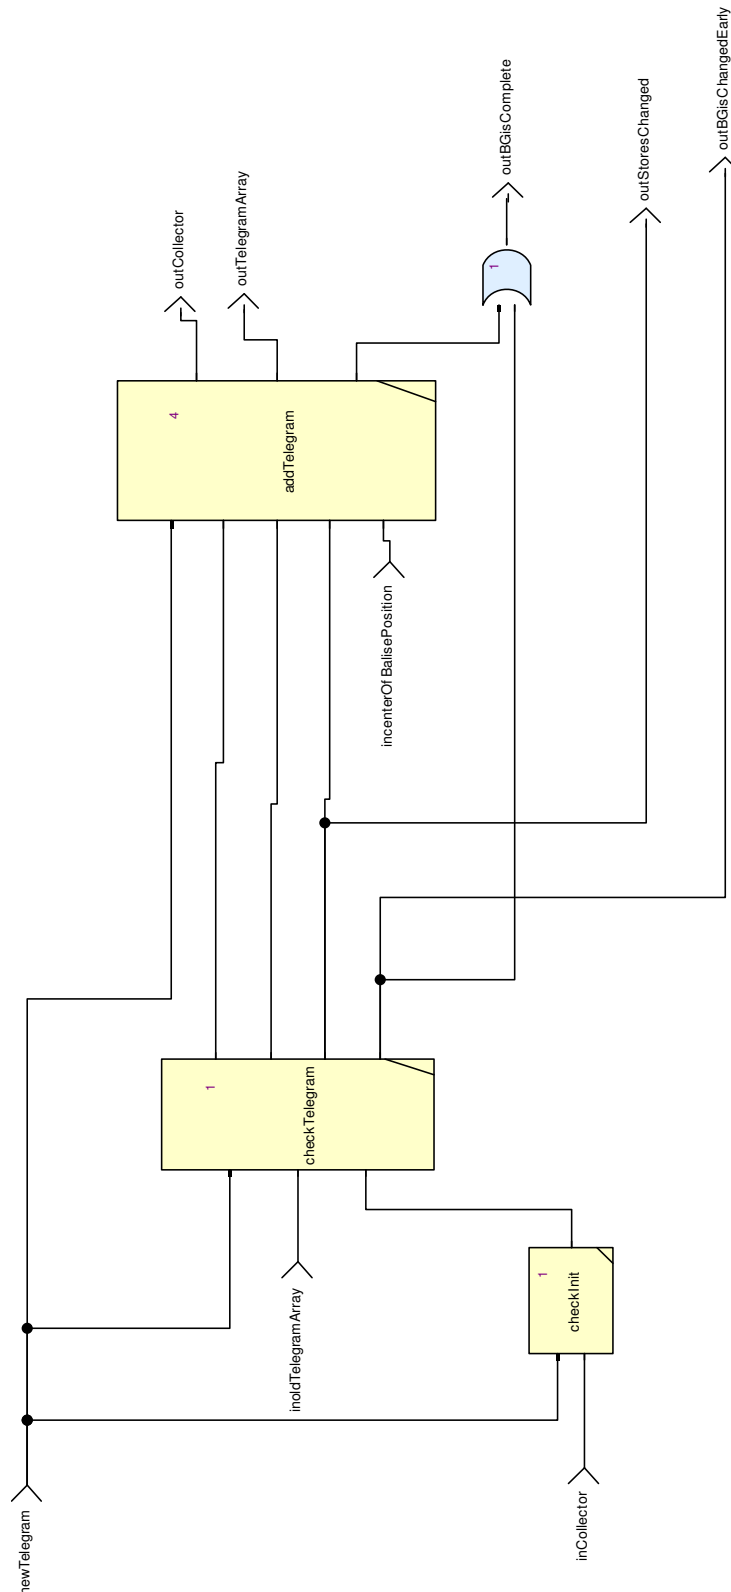 outBGisChangedEarly
outBGisComplete
outStoresChanged
outTelegramArray
outCollector
1
4
addTelegram
incenterOfBalisePosition
1
checkTelegram
1
checkInit
inoldTelegramArray
inCollector
newTelegram